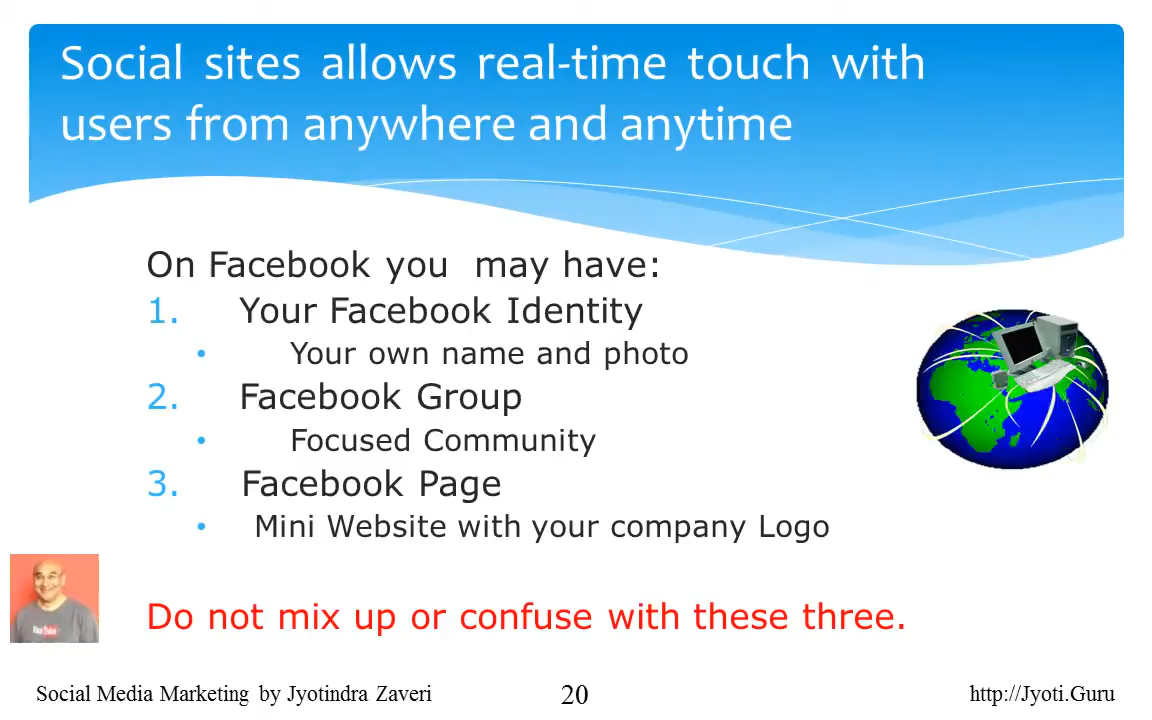 Social sites allows real-time touch with
users from anywhere and anytime
On Facebook you may have:
1. Your Facebook Identity
• Your own name and photo
2. Facebook Group
• Focused Community
3. Facebook Page
• Mini Website with your company Logo
Do not mix up or confuse with these three.
Social Media Marketing by Jyotindra Zaveri
20
http://Jyoti.Guru